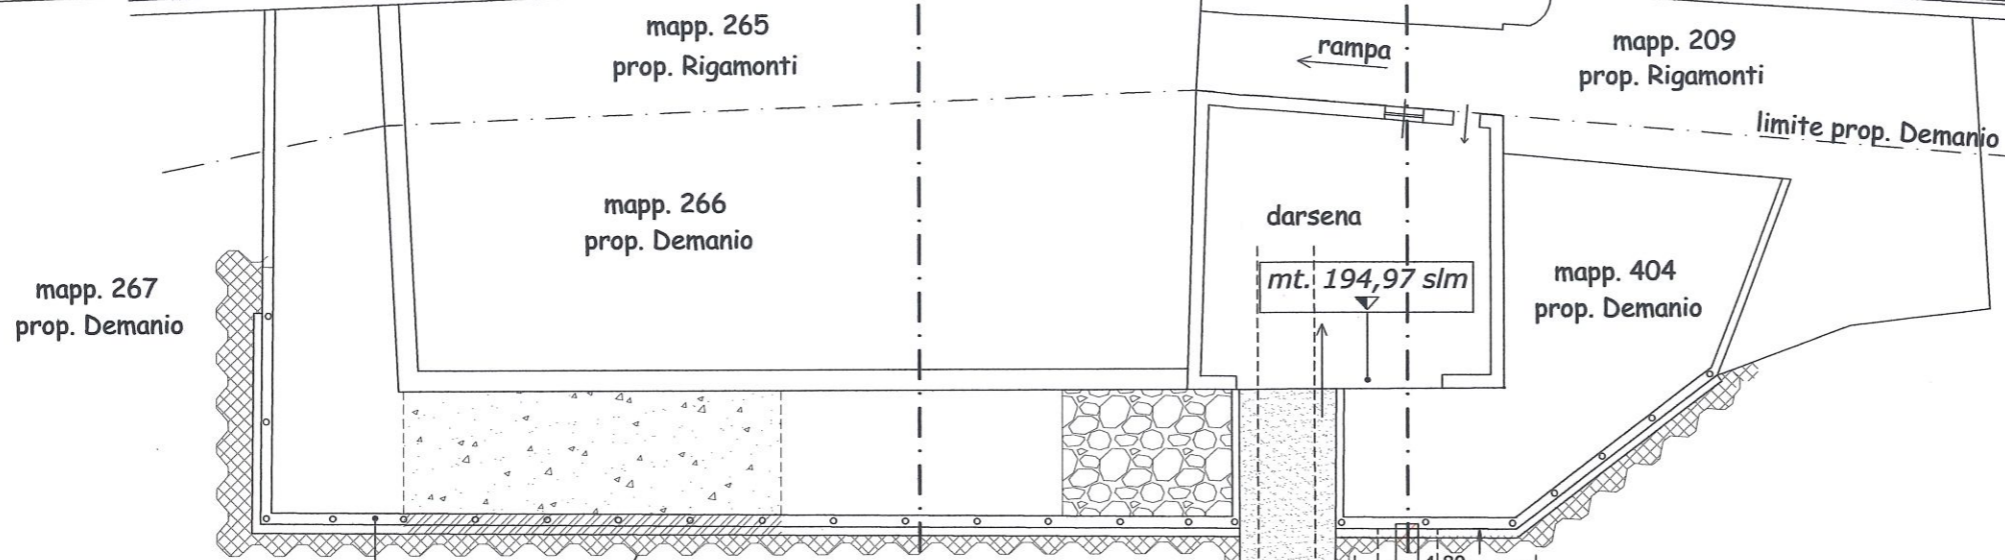 mapp. 265
prop. Rigamonti
rampa
mapp. 209
prop. Rigamonti
limite prop. Demanio
mapp. 266
prop. Demanio
darsena
mt. 194,97 slm
mapp. 267
prop. Demanio
mapp. 404
prop. Demanio